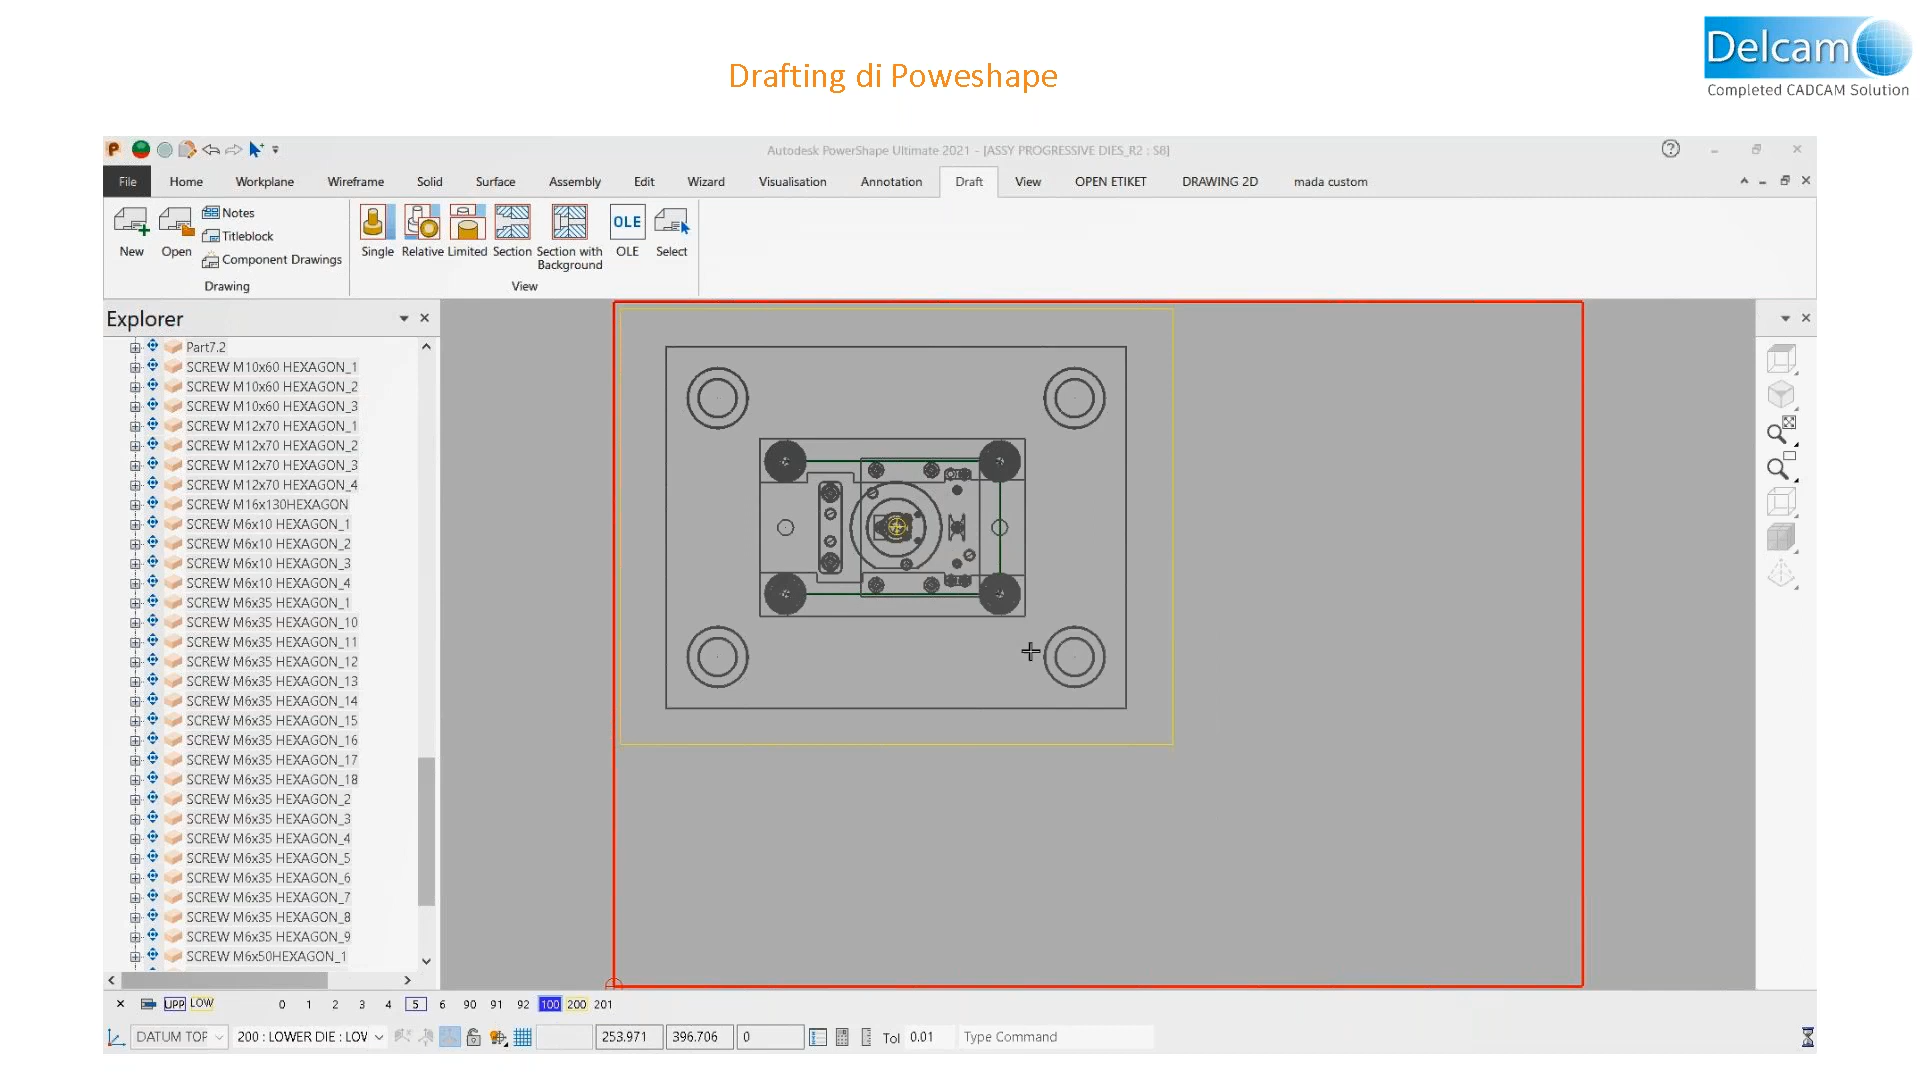 Drafting di Poweshape
Delcam
Completed CADCAM Solution
Autodesk PowerShape Ultimate 2021 - [ASSY PROGRESSIVE DIES_R2 : S8]
File Home Workplane Wireframe Solid Surface Assembly Edit Wizard Visualisation Annotation Draft View OPEN ETIKET DRAWING 2D mada custom
New Open Notes
Titleblock
Component Drawings
Drawing
Single Relative Limited Section Section with Background OLE OLE Select
View
Explorer
Part7.2
SCREW M10x60 HEXAGON_1
SCREW M10x60 HEXAGON_2
SCREW M10x60 HEXAGON_3
SCREW M12x70 HEXAGON_1
SCREW M12x70 HEXAGON_2
SCREW M12x70 HEXAGON_3
SCREW M12x70 HEXAGON_4
SCREW M16x130HEXAGON
SCREW M6x10 HEXAGON_1
SCREW M6x10 HEXAGON_2
SCREW M6x10 HEXAGON_3
SCREW M6x10 HEXAGON_4
SCREW M6x35 HEXAGON_1
SCREW M6x35 HEXAGON_10
SCREW M6x35 HEXAGON_11
SCREW M6x35 HEXAGON_12
SCREW M6x35 HEXAGON_13
SCREW M6x35 HEXAGON_14
SCREW M6x35 HEXAGON_15
SCREW M6x35 HEXAGON_16
SCREW M6x35 HEXAGON_17
SCREW M6x35 HEXAGON_18
SCREW M6x35 HEXAGON_2
SCREW M6x35 HEXAGON_3
SCREW M6x35 HEXAGON_4
SCREW M6x35 HEXAGON_5
SCREW M6x35 HEXAGON_6
SCREW M6x35 HEXAGON_7
SCREW M6x35 HEXAGON_8
SCREW M6x35 HEXAGON_9
SCREW M6x50HEXAGON_1
UPP LOW 0 1 2 3 4 5 6 90 91 92 100 200 201
DATUM TOP 200 : LOWER DIE : LOW 253.971 396.706 0 Tol 0.01 Type Command